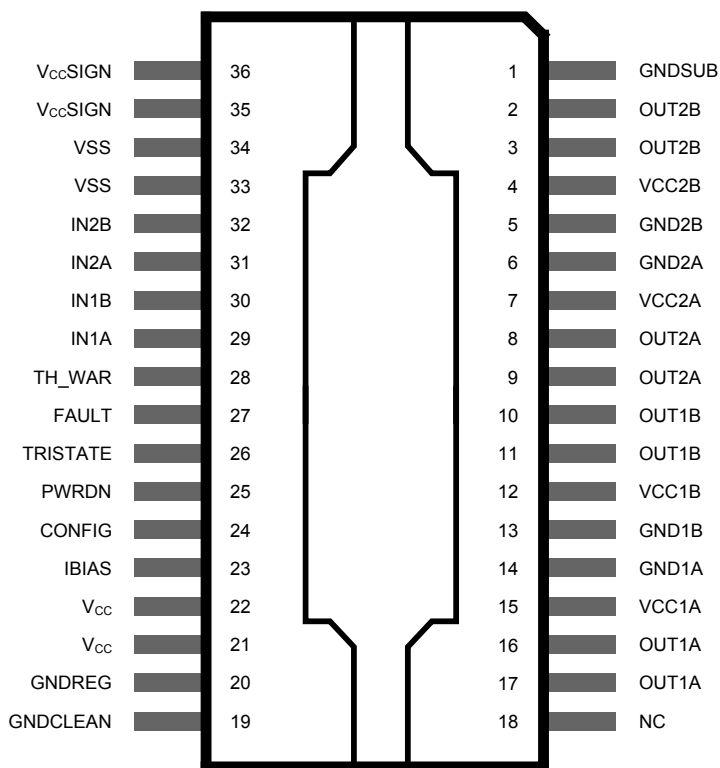 VCCSIGN 36 1 GNDSUB
VCCSIGN 35 2 OUT2B
VSS 34 3 OUT2B
VSS 33 4 VCC2B
IN2B 32 5 GND2B
IN2A 31 6 GND2A
IN1B 30 7 VCC2A
IN1A 29 8 OUT2A
TH_WAR 28 9 OUT2A
FAULT 27 10 OUT1B
TRISTATE 26 11 OUT1B
PWRDN 25 12 VCC1B
CONFIG 24 13 GND1B
IBIAS 23 14 GND1A
VCC 22 15 VCC1A
VCC 21 16 OUT1A
GNDREG 20 17 OUT1A
GNDCLEAN 19 18 NC